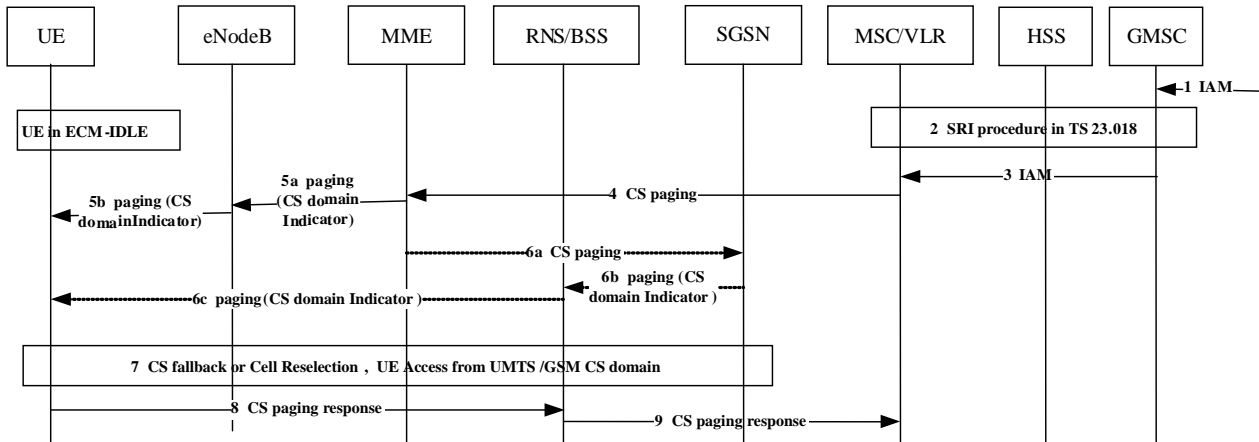 UE
eNodeB
MME
RNS/BSS
SGSN
MSC/VLR
HSS
GMSC
1 IAM
UE in ECM-IDLE
2 SRI procedure in TS 23.018
3 IAM
4 CS paging
5a paging
(CS domain
Indicator)
5b paging (CS
domainIndicator)
6a CS paging
6b paging (CS
domain Indicator )
6c paging(CS domain Indicator )
7 CS fallback or Cell Reselection , UE Access from UMTS /GSM CS domain
8 CS paging response
9 CS paging response